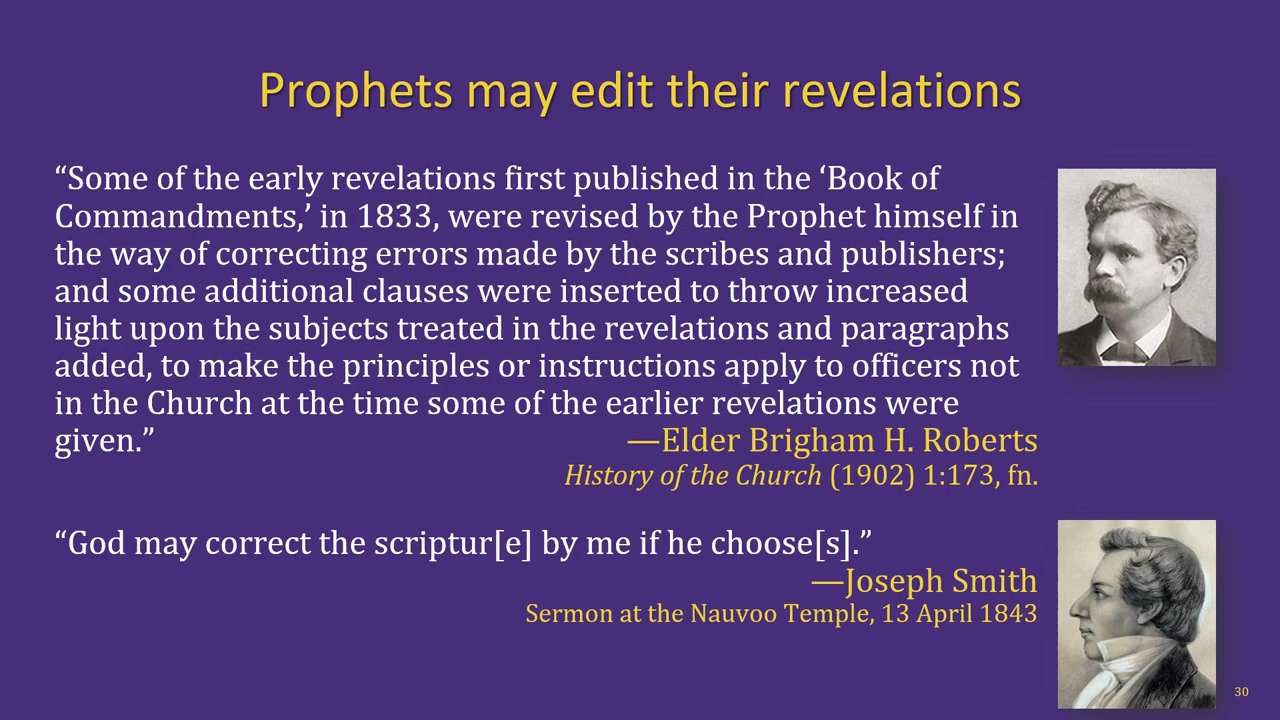 Prophets may edit their revelations
“Some of the early revelations first published in the ‘Book of
Commandments,’ in 1833, were revised by the Prophet himself in
the way of correcting errors made by the scribes and publishers;
and some additional clauses were inserted to throw increased
light upon the subjects treated in the revelations and paragraphs
added, to make the principles or instructions apply to officers not
in the Church at the time some of the earlier revelations were
given.” —Elder Brigham H. Roberts
History of the Church (1902) 1:173, fn.
“God may correct the scriptur[e] by me if he choose[s].”
—Joseph Smith
Sermon at the Nauvoo Temple, 13 April 1843
30